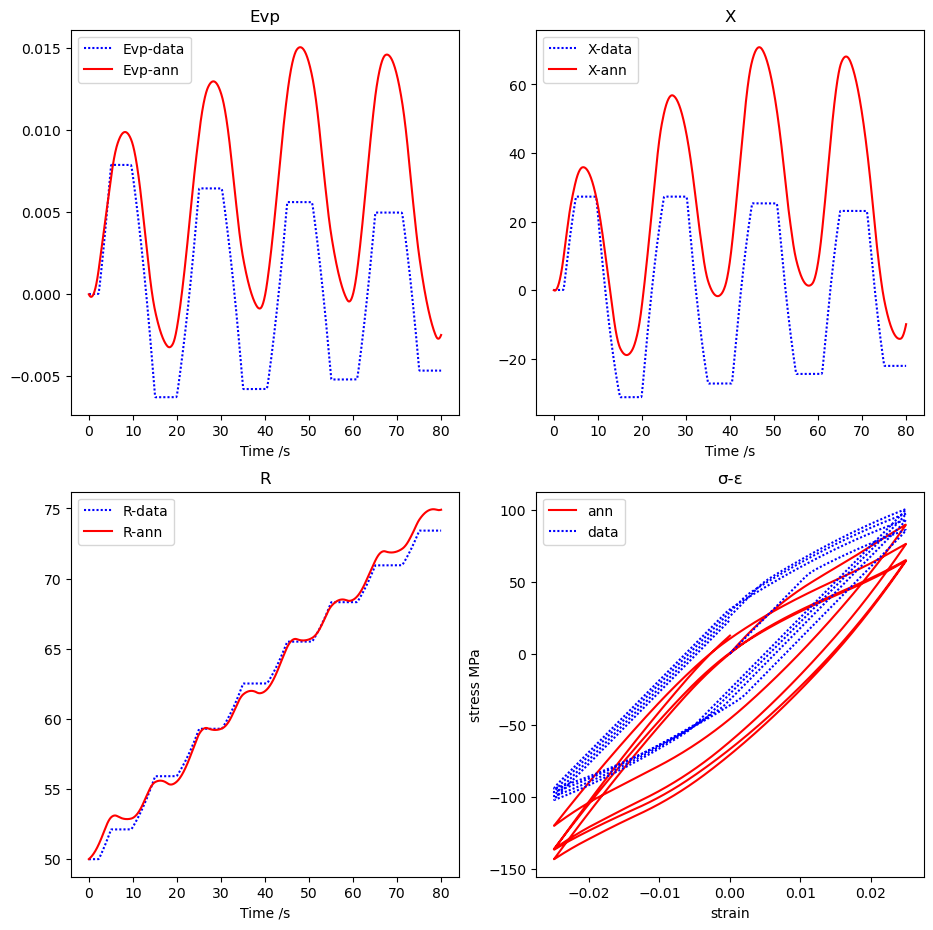 Evp
Evp-data
Evp-ann
0.015
0.010
0.005
0.000
−0.005
0 10 20 30 40 50 60 70 80
Time /s
X
X-data
X-ann
60
40
20
0
−20
0 10 20 30 40 50 60 70 80
Time /s
R
R-data
R-ann
75
70
65
60
55
50
0 10 20 30 40 50 60 70 80
Time /s
σ-ε
ann
data
100
50
0
−50
−100
−150
stress MPa
−0.02 −0.01 0.00 0.01 0.02
strain